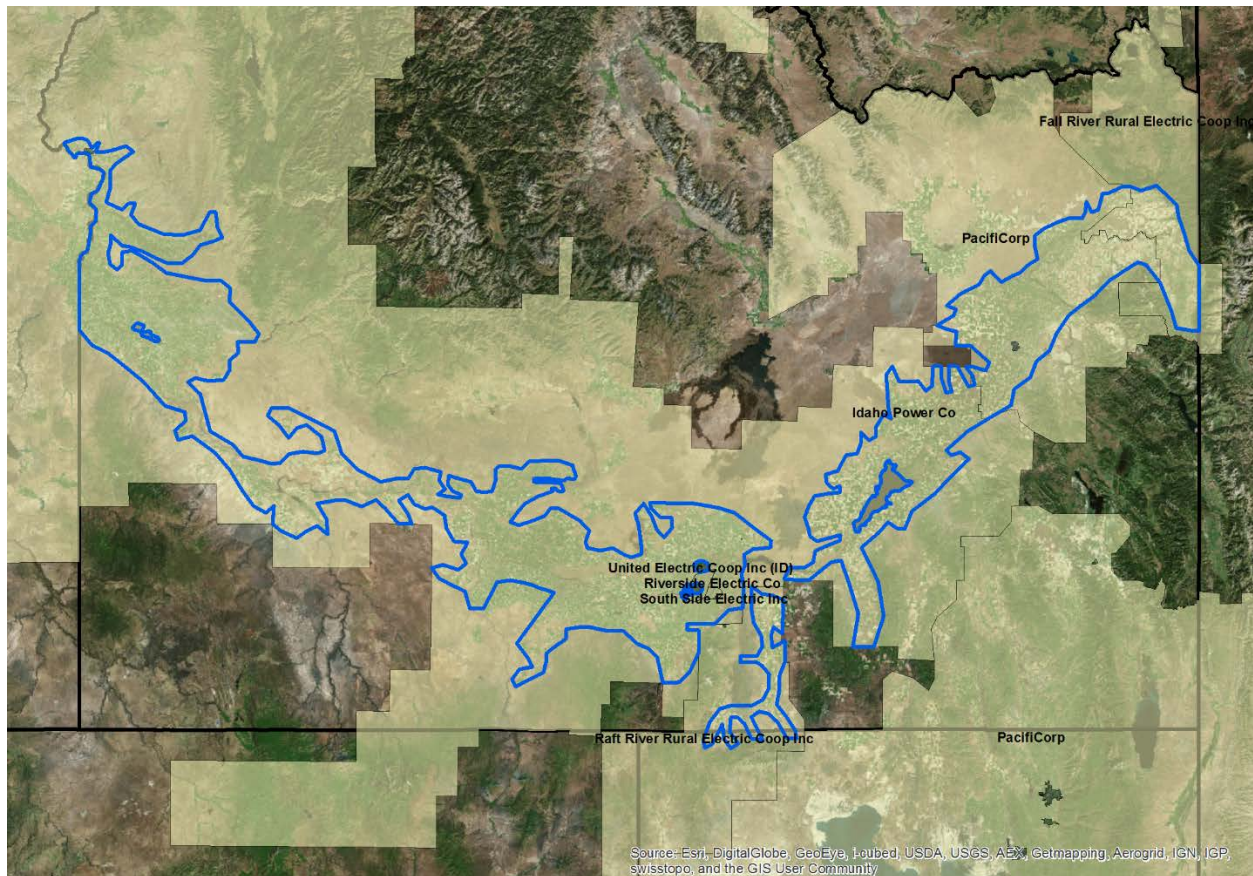 Fall River Rural Electric Coop Inc
PacifiCorp
Idaho Power Co
United Electric Coop Inc (ID)
Riverside Electric Co
South Side Electric Inc
Raft River Rural Electric Coop Inc
PacifiCorp
Source: Esri, DigitalGlobe, GeoEye, i-cubed, USDA, USGS, AEX, Getmapping, Aerogrid, IGN, IGP,
swisstopo, and the GIS User Community